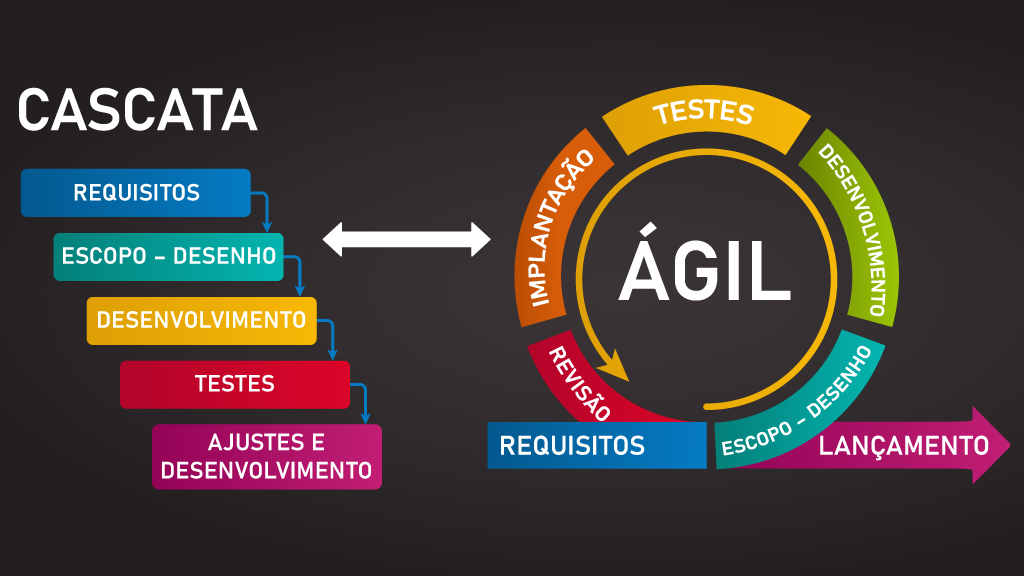 CASCATA
REQUISITOS
ESCOPO – DESENHO
DESENVOLVIMENTO
TESTES
AJUSTES E
DESENVOLVIMENTO
ÁGIL
REQUISITOS
ESCOPO – DESENHO
DESENVOLVIMENTO
TESTES
IMPLANTAÇÃO
REVISÃO
LANÇAMENTO